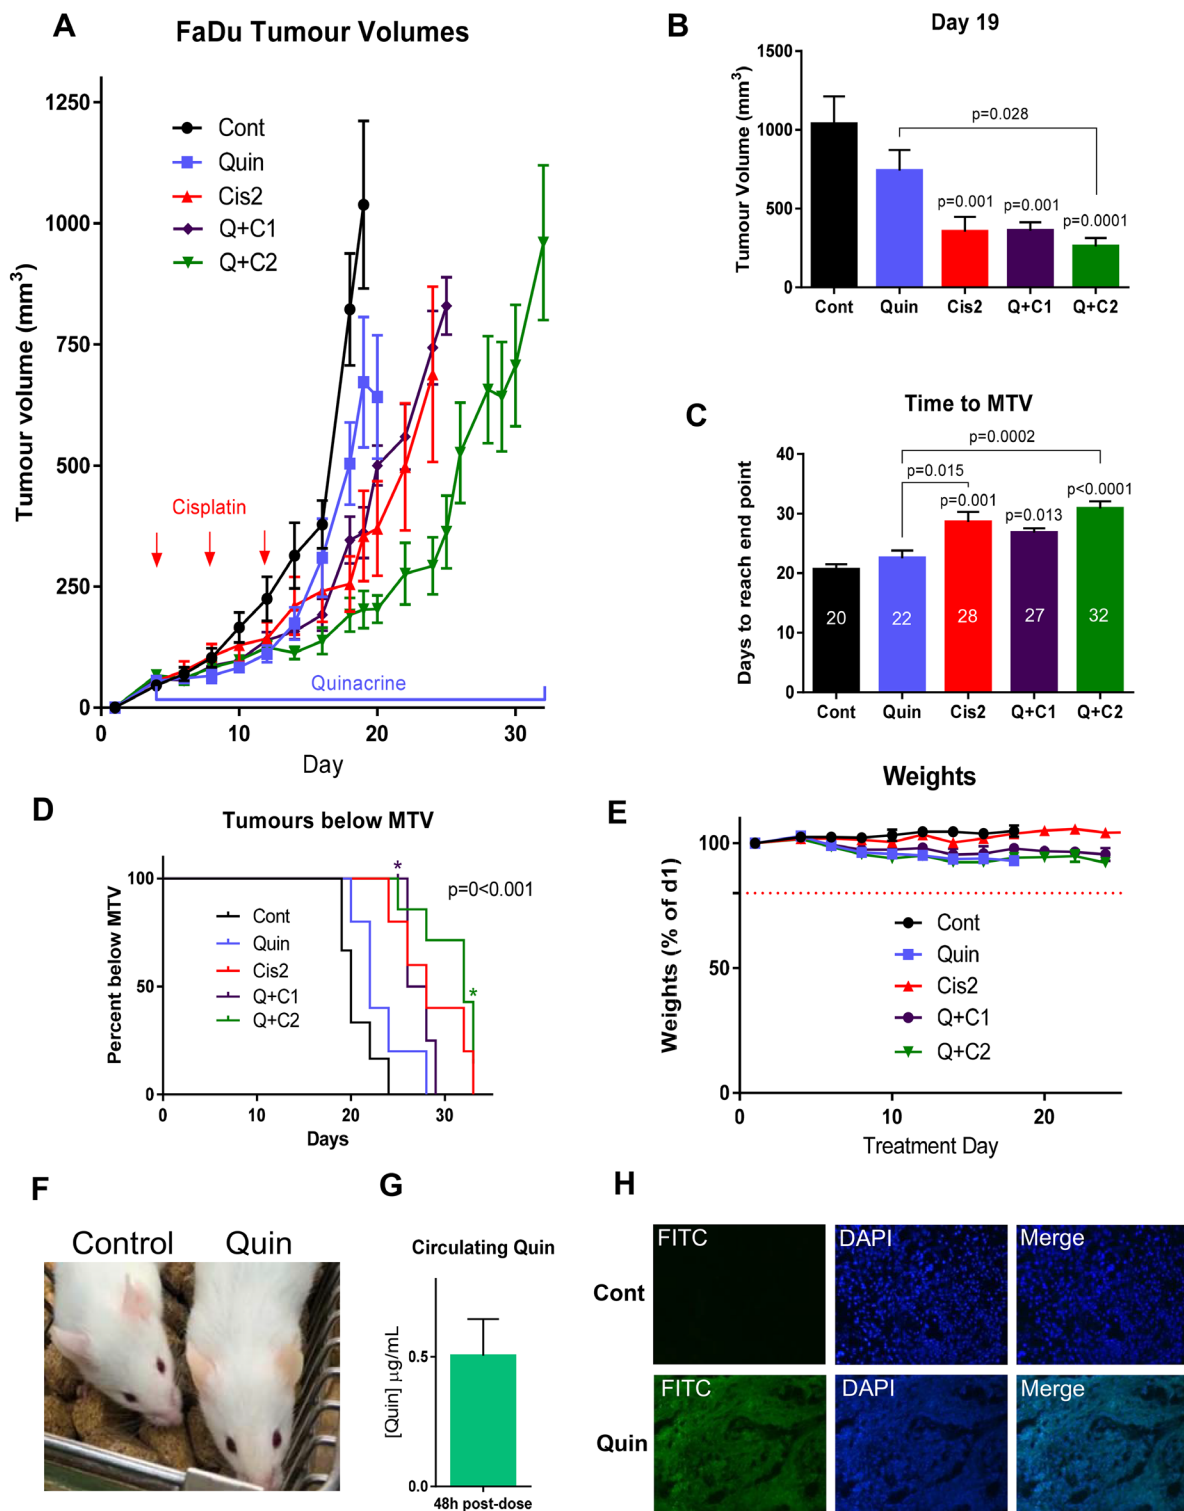 A
FaDu Tumour Volumes
Tumour volume (mm³)
1250
1000
750
500
250
0
Cont
Quin
Cis2
Q+C1
Q+C2
Cisplatin
Quinacrine
10
20
30
Day
B
Day 19
Tumour Volume (mm³)
1500
1000
500
0
p=0.028
p=0.001
p=0.001
p=0.0001
Cont
Quin
Cis2
Q+C1
Q+C2
C
Time to MTV
Days to reach end point
40
30
20
10
0
p=0.0002
p=0.015
p=0.001
p=0.013
p<0.0001
20
22
28
27
32
Cont
Quin
Cis2
Q+C1
Q+C2
D
Tumours below MTV
Percent below MTV
100
50
0
*
p=0<0.001
Cont
Quin
Cis2
Q+C1
Q+C2
*
0
10
20
30
Days
E
Weights
Weights (% of d1)
100
50
0
Cont
Quin
Cis2
Q+C1
Q+C2
0
10
20
Treatment Day
F
Control
Quin
G
Circulating Quin
[Quin] µg/mL
0.5
0.0
48h post-dose
H
FITC
DAPI
Merge
Cont
FITC
DAPI
Merge
Quin